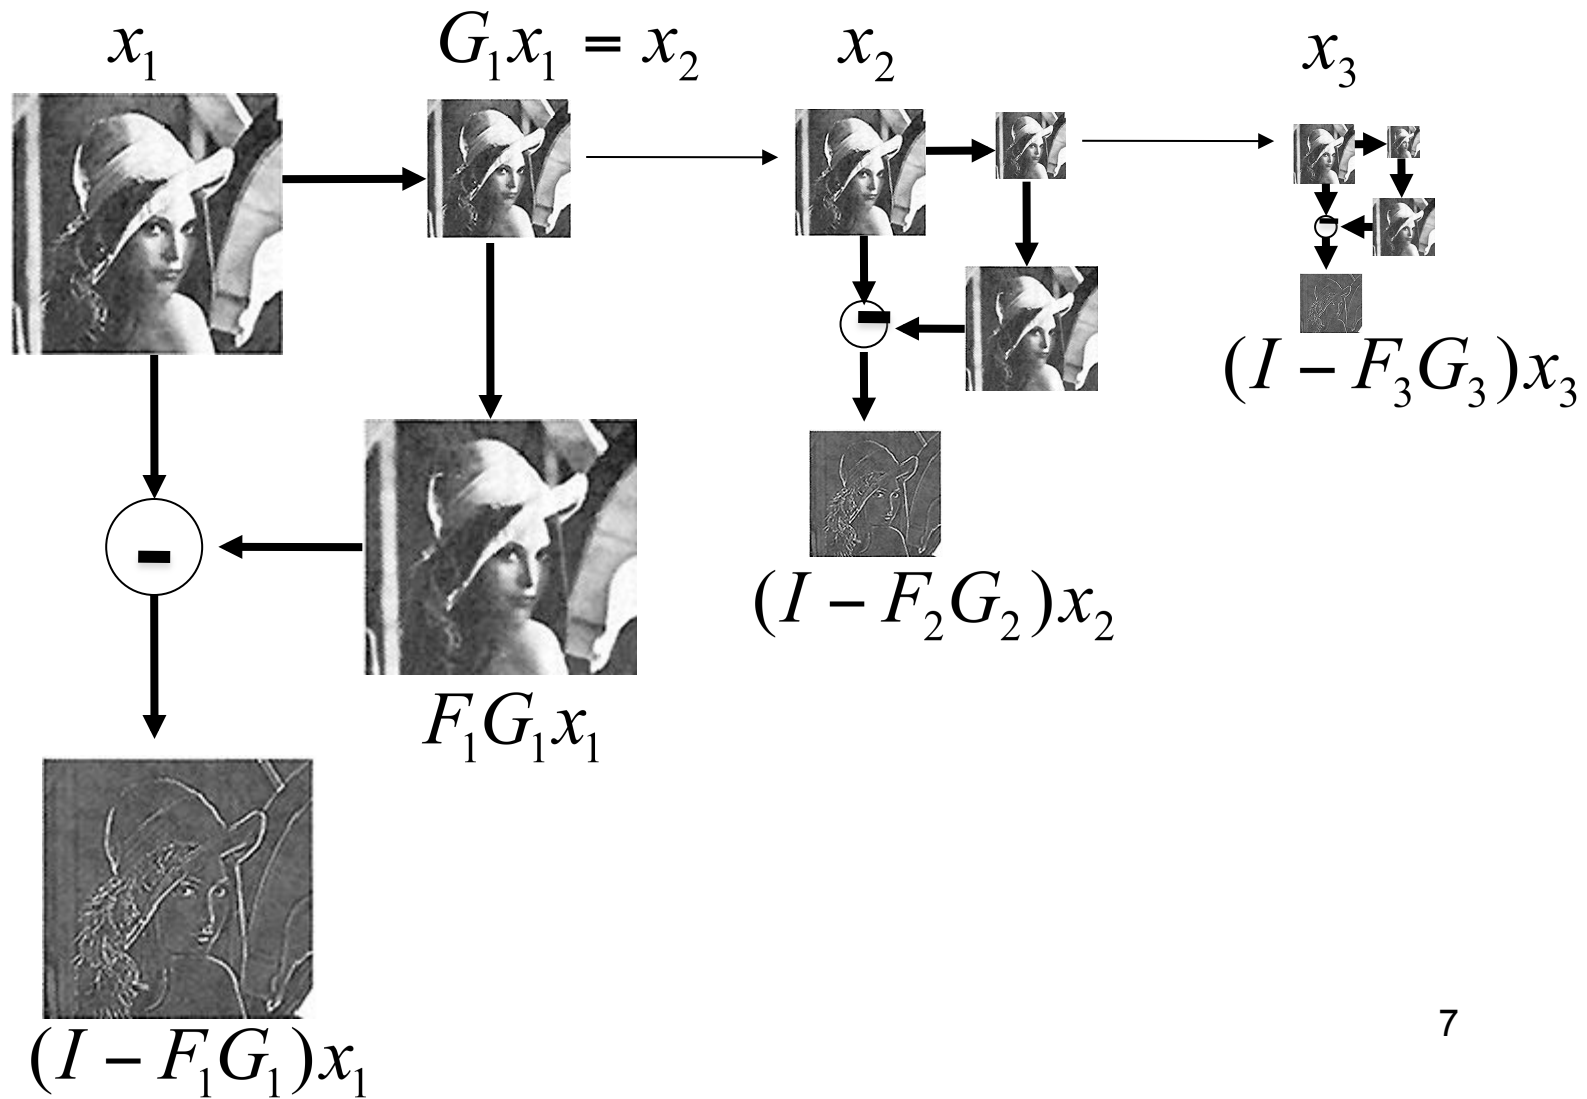 x₁
G₁x₁ = x₂
x₂
x₃
-
-
-
(I − F₃G₃)x₃
(I − F₂G₂)x₂
F₁G₁x₁
(I − F₁G₁)x₁
7